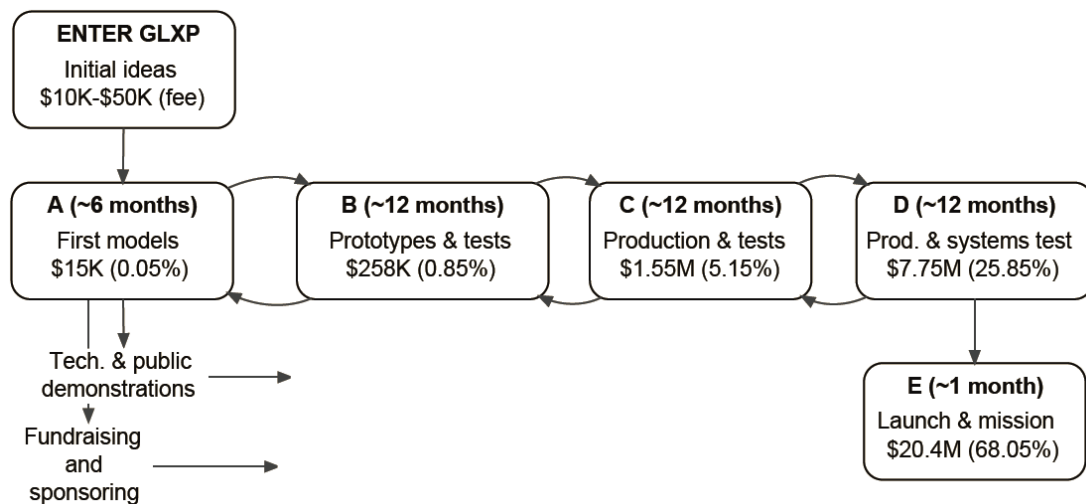 ENTER GLXP
Initial ideas
$10K-$50K (fee)
A (~6 months)
First models
$15K (0.05%)
B (~12 months)
Prototypes & tests
$258K (0.85%)
C (~12 months)
Production & tests
$1.55M (5.15%)
D (~12 months)
Prod. & systems test
$7.75M (25.85%)
Tech. & public
demonstrations
Fundraising
and
sponsoring
E (~1 month)
Launch & mission
$20.4M (68.05%)